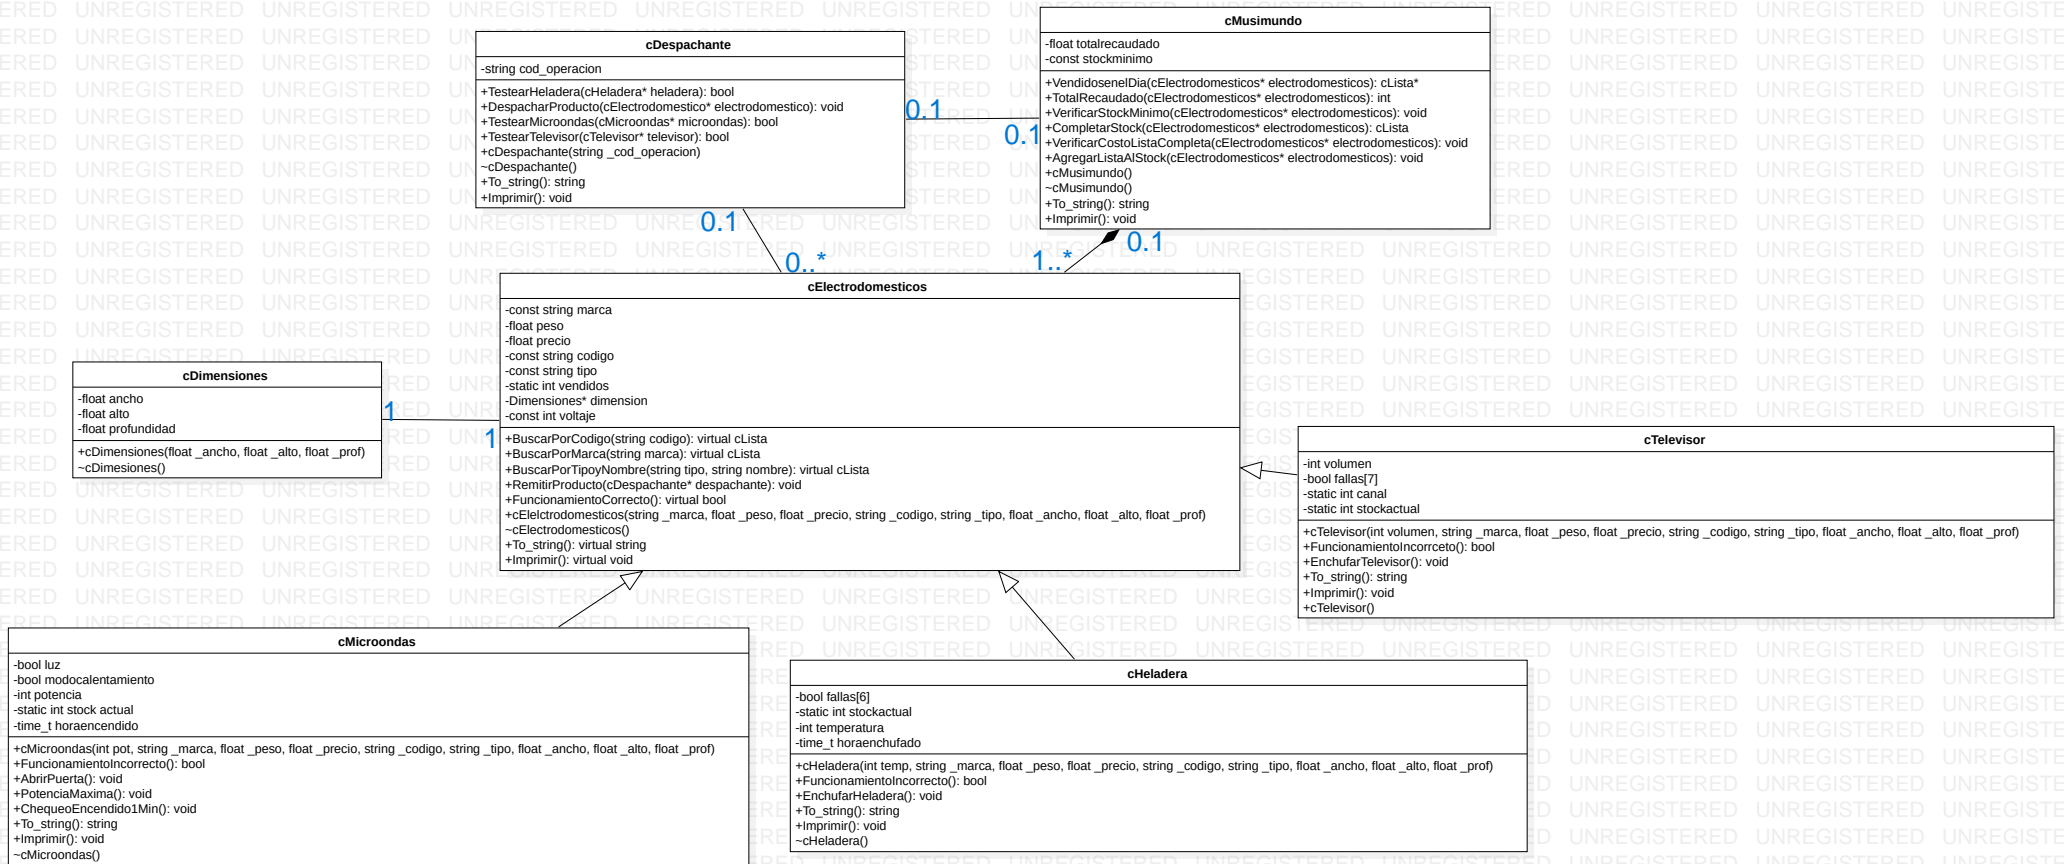 cDespachante
-string cod_operacion
+TestearHeladera(cHeladera* heladera): bool
+DespacharProducto(cElectrodomestico* electrodomestico): void
+TestearMicroondas(cMicroondas* microondas): bool
+TestearTelevisor(cTelevisor* televisor): bool
+cDespachante(string _cod_operacion)
~cDespachante()
+To_string(): string
+Imprimir(): void
0.1
0.1
cMusimundo
-float totalrecaudado
-const stockminimo
+VendidosenelDia(cElectrodomesticos* electrodomesticos): cLista*
+TotalRecaudado(cElectrodomesticos* electrodomesticos): int
+VerificarStockMinimo(cElectrodomesticos* electrodomesticos): void
+CompletarStock(cElectrodomesticos* electrodomesticos): cLista
+VerificarCostoListaCompleta(cElectrodomesticos* electrodomesticos): void
+AgregarListaAlStock(cElectrodomesticos* electrodomesticos): void
+cMusimundo()
~cMusimundo()
+To_string(): string
+Imprimir(): void
0.1
0..*
1..*
0.1
cElectrodomesticos
-const string marca
-float peso
-float precio
-const string codigo
-const string tipo
-static int vendidos
-Dimensiones* dimension
-const int voltaje
+BuscarPorCodigo(string codigo): virtual cLista
+BuscarPorMarca(string marca): virtual cLista
+BuscarPorTipoyNombre(string tipo, string nombre): virtual cLista
+RemitirProducto(cDespachante* despachante): void
+FuncionamientoCorrecto(): virtual bool
+cElelctrodomesticos(string _marca, float _peso, float _precio, string _codigo, string _tipo, float _ancho, float _alto, float _prof)
~cElectrodomesticos()
+To_string(): virtual string
+Imprimir(): virtual void
cDimensiones
-float ancho
-float alto
-float profundidad
+cDimensiones(float _ancho, float _alto, float _prof)
~cDimesiones()
1
1
cTelevisor
-int volumen
-bool fallas[7]
-static int canal
-static int stockactual
+cTelevisor(int volumen, string _marca, float _peso, float _precio, string _codigo, string _tipo, float _ancho, float _alto, float _prof)
+FuncionamientoIncorrceto(): bool
+EnchufarTelevisor(): void
+To_string(): string
+Imprimir(): void
+cTelevisor()
cMicroondas
-bool luz
-bool modocalentamiento
-int potencia
-static int stock actual
-time_t horaencendido
+cMicroondas(int pot, string _marca, float _peso, float _precio, string _codigo, string _tipo, float _ancho, float _alto, float _prof)
+FuncionamientoIncorrecto(): bool
+AbrirPuerta(): void
+PotenciaMaxima(): void
+ChequeoEncendido1Min(): void
+To_string(): string
+Imprimir(): void
~cMicroondas()
cHeladera
-bool fallas[6]
-static int stockactual
-int temperatura
-time_t horaenchufado
+cHeladera(int temp, string _marca, float _peso, float _precio, string _codigo, string _tipo, float _ancho, float _alto, float _prof)
+FuncionamientoIncorrecto(): bool
+EnchufarHeladera(): void
+To_string(): string
+Imprimir(): void
~cHeladera()